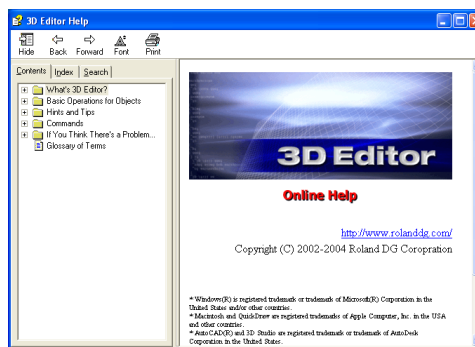 3D Editor Help
Hide Back Forward Font Print
Contents Index Search
What's 3D Editor?
Basic Operations for Objects
Hints and Tips
Commands
If You Think There's a Problem...
Glossary of Terms
3D Editor
Online Help
http://www.rolanddg.com/
Copyright (C) 2002-2004 Roland DG Coropration
* Windows(R) is registered trademark or trademark of Microsoft(R) Corporation in the
United States and/or other countries.
* Macintosh and QuickDraw are registered trademarks of Apple Computer, Inc. in the USA
and other countries.
* AutoCAD(R) and 3D Studio are registered trademark or trademark of AutoDesk
Corporation in the United States.